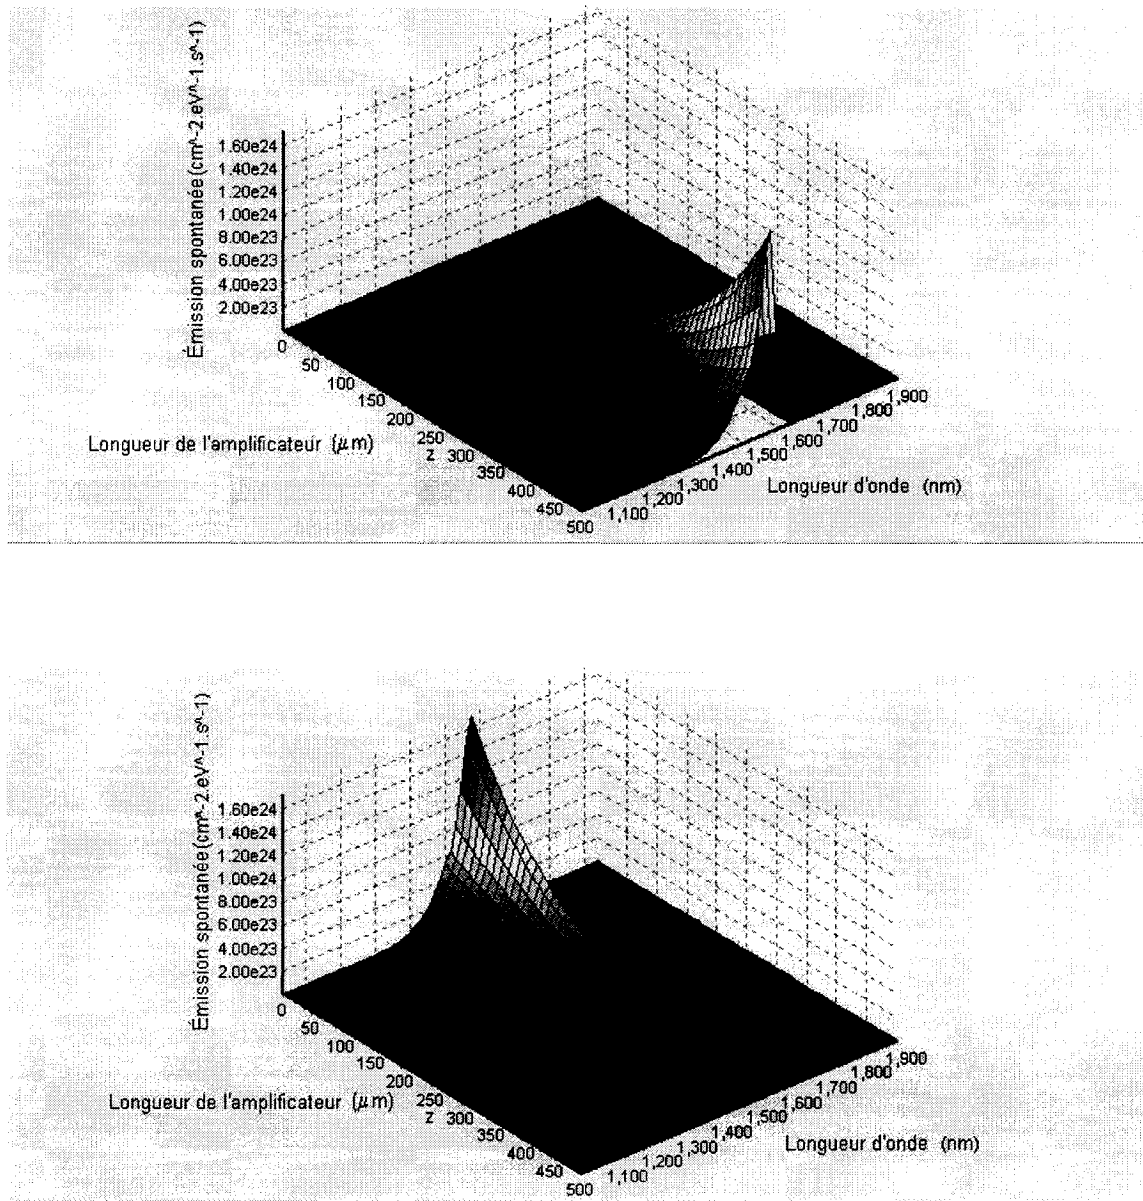 Émission spontanée (cm^-2.eV^-1.s^-1)
1.60e24
1.40e24
1.20e24
1.00e24
8.00e23
6.00e23
4.00e23
2.00e23
0
50
100
150
200
250
z 300
350
400
450
500
Longueur de l'amplificateur (μm)
1,100
1,200
1,300
1,400
1,500
1,600
1,700
1,800
1,900
Longueur d'onde (nm)
Émission spontanée (cm^-2.eV^-1.s^-1)
1.60e24
1.40e24
1.20e24
1.00e24
8.00e23
6.00e23
4.00e23
2.00e23
0
50
100
150
200
250
z 300
350
400
450
500
Longueur de l'amplificateur (μm)
1,100
1,200
1,300
1,400
1,500
1,600
1,700
1,800
1,900
Longueur d'onde (nm)